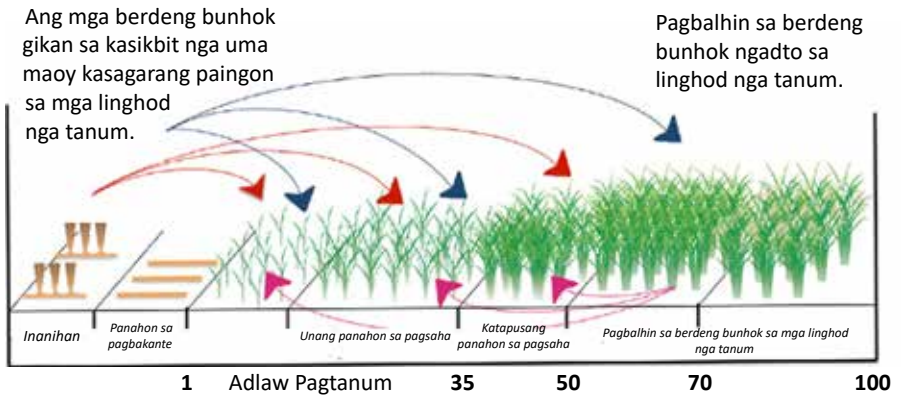 Ang mga berdeng bunhok
gikan sa kasikbit nga uma
maoy kasagarang paingon
sa mga linghod
nga tanum.
Pagbalhin sa berdeng
bunhok ngadto sa
linghod nga tanum.
Inanihan
Panahon sa
pagbakante
Unang panahon sa pagsaha
Katapusang
panahon sa pagsaha
Pagbalhin sa berdeng bunhok sa mga linghod
nga tanum
1 Adlaw Pagtanum 35 50 70 100